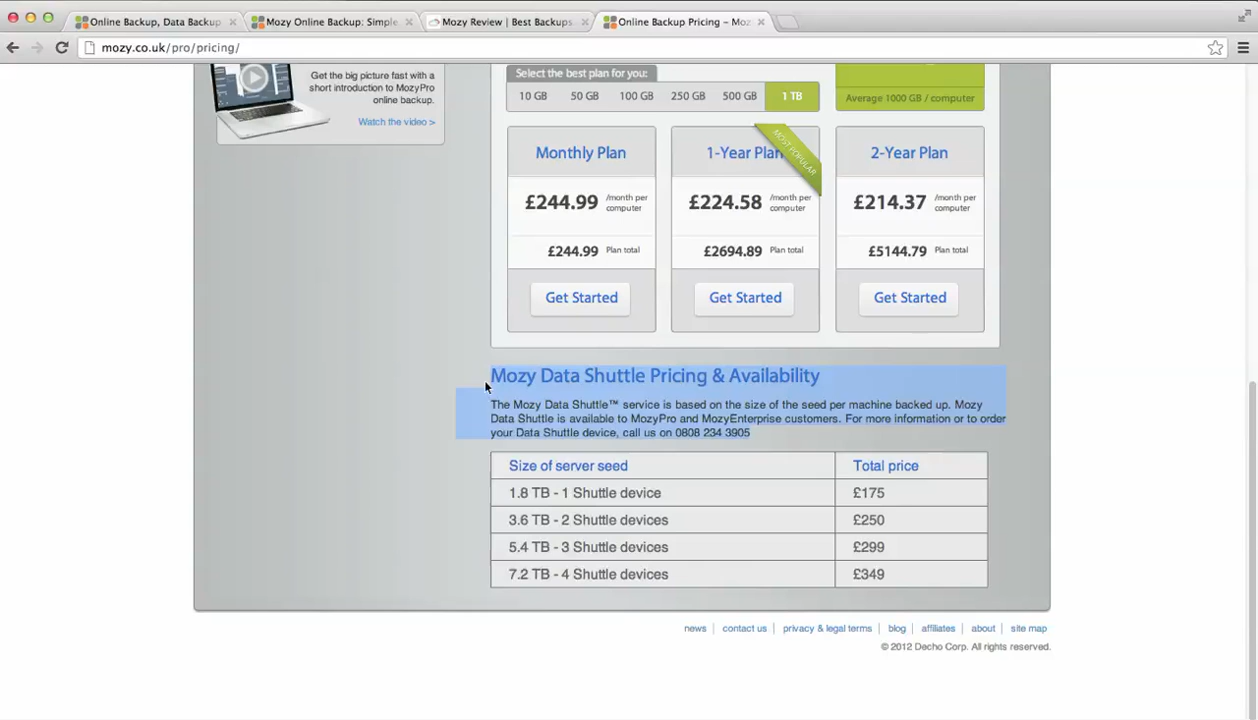 Online Backup, Data Backup
Mozy Online Backup: Simple,
Mozy Review | Best Backups.
Online Backup Pricing – Moz
mozy.co.uk/pro/pricing/
Get the big picture fast with a
short introduction to MozyPro
online backup.
Watch the video >
Select the best plan for you:
10 GB 50 GB 100 GB 250 GB 500 GB 1 TB
Average 1000 GB / computer
MOST POPULAR
Monthly Plan 1-Year Plan 2-Year Plan
£244.99 /month per computer £224.58 /month per computer £214.37 /month per computer
£244.99 Plan total £2694.89 Plan total £5144.79 Plan total
Get Started Get Started Get Started
Mozy Data Shuttle Pricing & Availability
The Mozy Data Shuttle™ service is based on the size of the seed per machine backed up. Mozy
Data Shuttle is available to MozyPro and MozyEnterprise customers. For more information or to order
your Data Shuttle device, call us on 0808 234 3905
Size of server seed Total price
1.8 TB - 1 Shuttle device £175
3.6 TB - 2 Shuttle devices £250
5.4 TB - 3 Shuttle devices £299
7.2 TB - 4 Shuttle devices £349
news | contact us | privacy & legal terms | blog | affiliates | about | site map
© 2012 Decho Corp. All rights reserved.